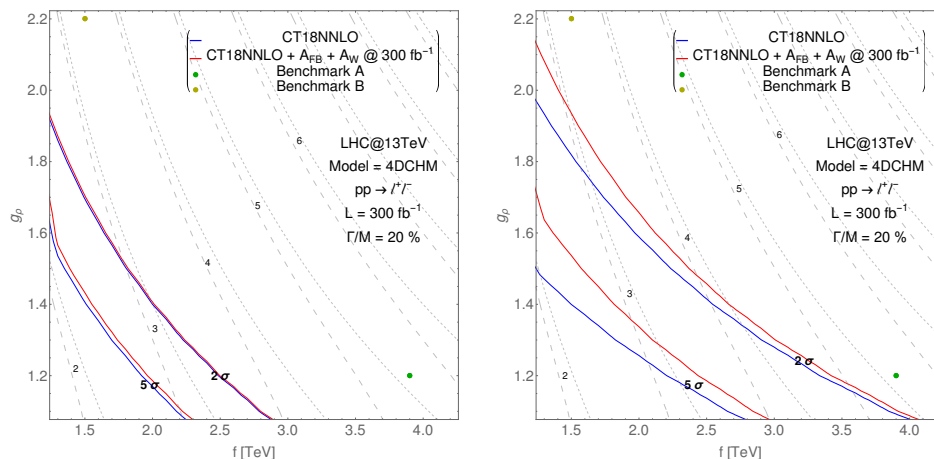 CT18NNLO
CT18NNLO + A_FB + A_W @ 300 fb⁻¹
Benchmark A
Benchmark B
LHC@13TeV
Model = 4DCHM
pp → ℓ⁺ℓ⁻
L = 300 fb⁻¹
Γ/M = 20 %
2.2
2.0
1.8
1.6
1.4
1.2
g_ρ
6
5
4
3
2
5 σ
2 σ
1.5
2.0
2.5
3.0
3.5
4.0
f [TeV]
CT18NNLO
CT18NNLO + A_FB + A_W @ 300 fb⁻¹
Benchmark A
Benchmark B
LHC@13TeV
Model = 4DCHM
pp → ℓ⁺ℓ⁻
L = 300 fb⁻¹
Γ/M = 20 %
2.2
2.0
1.8
1.6
1.4
1.2
g_ρ
6
5
4
3
2
2 σ
5 σ
1.5
2.0
2.5
3.0
3.5
4.0
f [TeV]